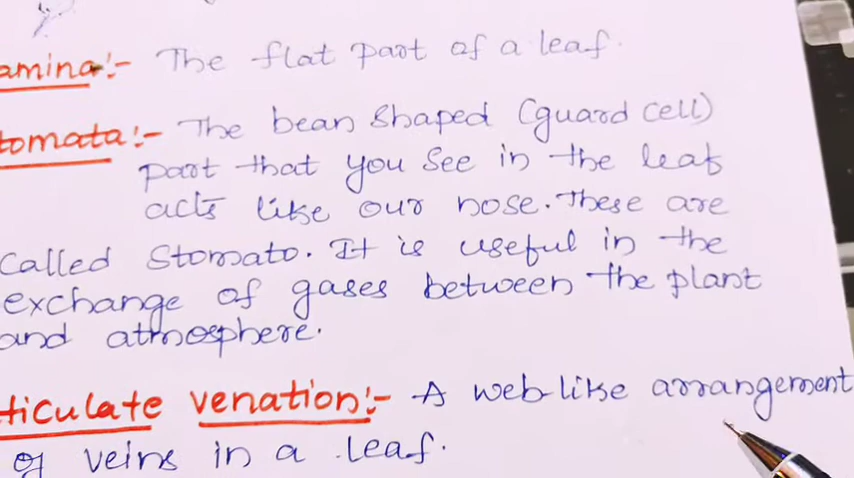 amina:- The flat part of a leaf.
tomata:- The bean shaped (guard cell)
part that you see in the leaf
acts like our nose. These are
called stomato. It is useful in the
exchange of gases between the plant
and atmosphere.
ticulate venation:- A web-like arrangement
of veins in a leaf.